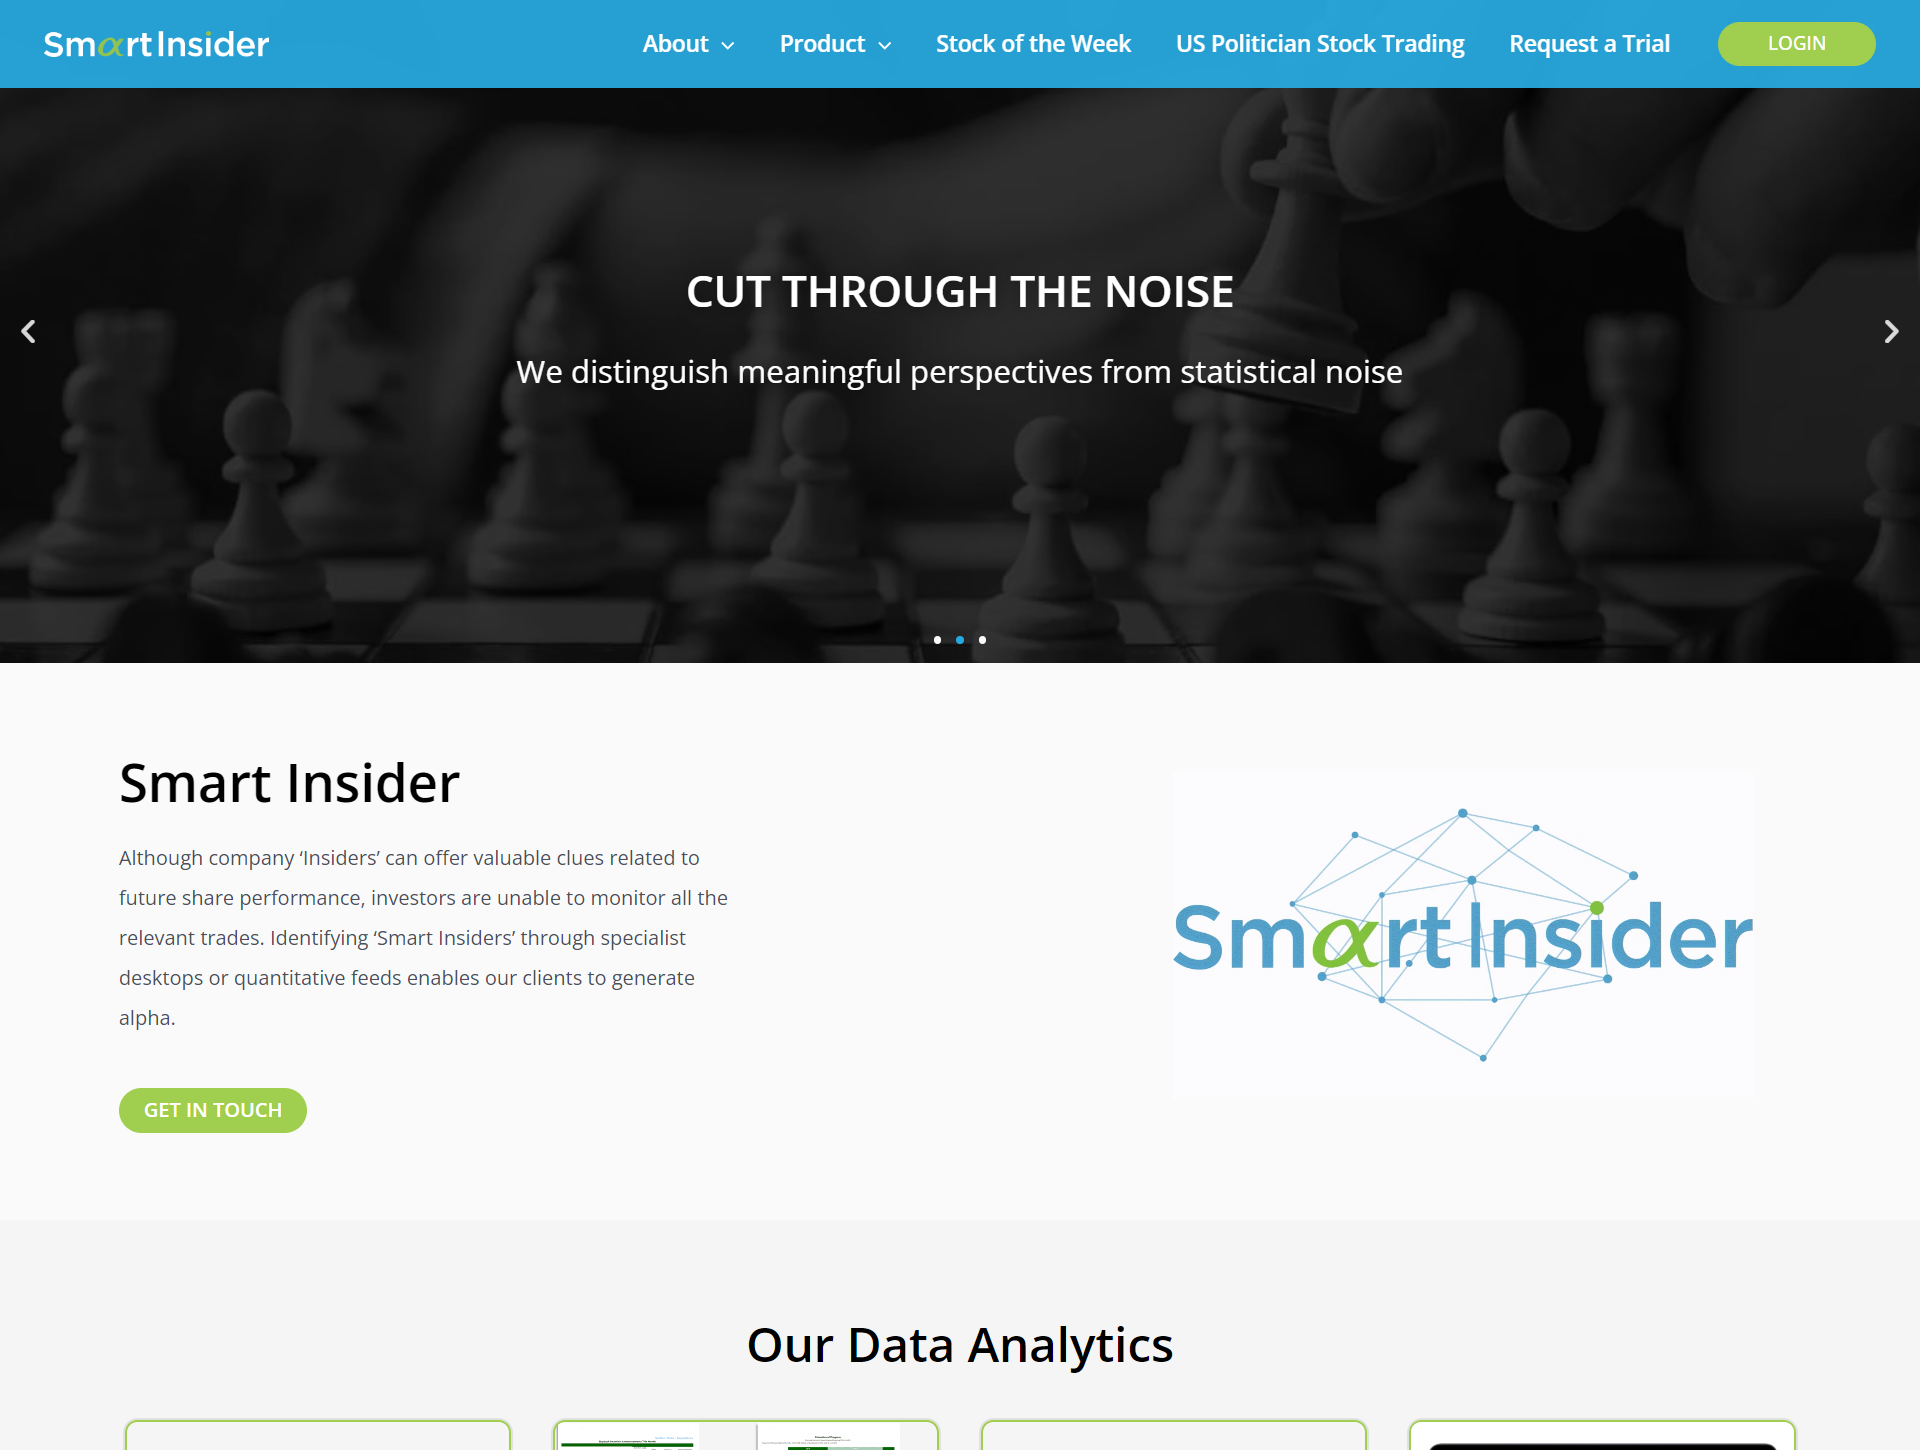 Smαrt Insider
About
Product
Stock of the Week
US Politician Stock Trading
Request a Trial
LOGIN
CUT THROUGH THE NOISE
We distinguish meaningful perspectives from statistical noise
Smart Insider
Although company ‘Insiders’ can offer valuable clues related to
future share performance, investors are unable to monitor all the
relevant trades. Identifying ‘Smart Insiders’ through specialist
desktops or quantitative feeds enables our clients to generate
alpha.
GET IN TOUCH
Smαrt Insider
Our Data Analytics